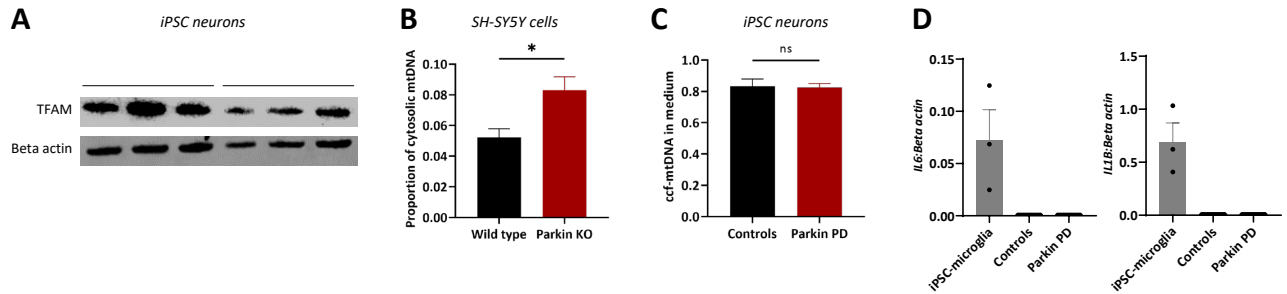 A
iPSC neurons
TFAM
Beta actin
B
SH-SY5Y cells
Proportion of cytosolic mtDNA
0.10
0.08
0.06
0.04
0.02
0.00
*
Wild type
Parkin KO
C
iPSC neurons
ccf-mtDNA in medium
1.0
0.8
0.6
0.4
0.2
0.0
ns
Controls
Parkin PD
D
IL6:Beta actin
0.15
0.10
0.05
0.00
iPSC-microglia
Controls
Parkin PD
IL1B:Beta actin
1.5
1.0
0.5
0.0
iPSC-microglia
Controls
Parkin PD